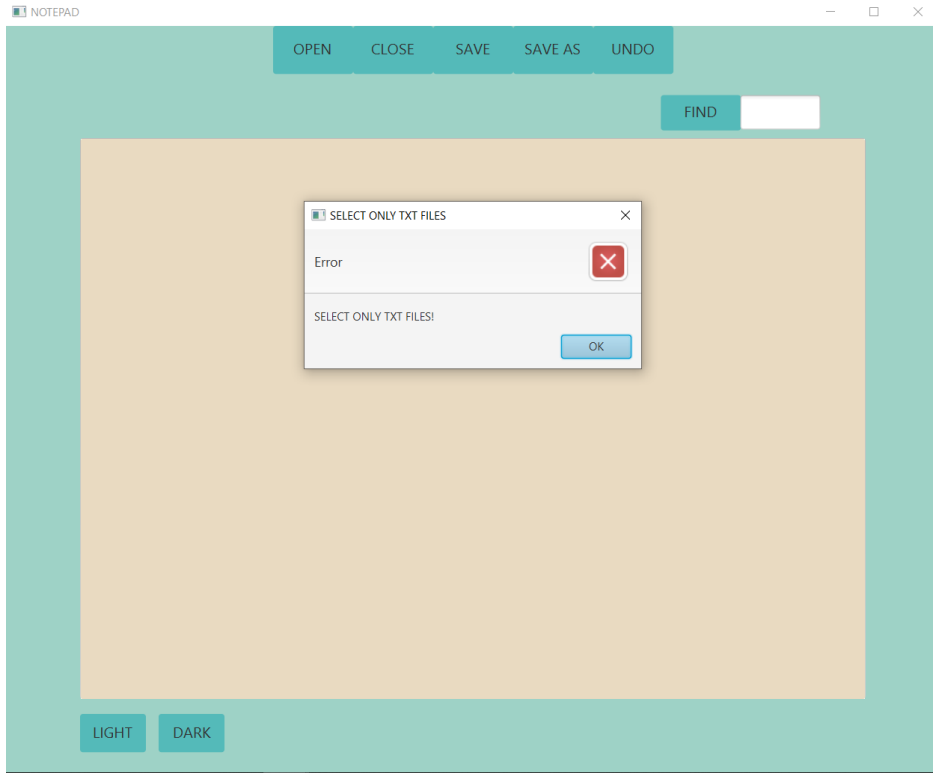 NOTEPAD
OPEN CLOSE SAVE SAVE AS UNDO
FIND
SELECT ONLY TXT FILES
Error
SELECT ONLY TXT FILES!
OK
LIGHT DARK